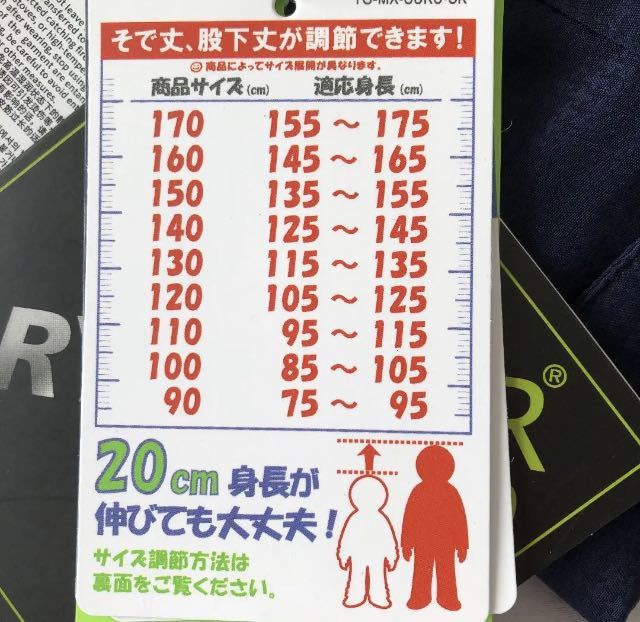 そで丈、股下丈が調節できます!
商品によってサイズ展開が異なります。
商品サイズ(cm) 適応身長(cm)
170 155～175
160 145～165
150 135～155
140 125～145
130 115～135
120 105～125
110 95～115
100 85～105
90 75～95
20cm 身長が
伸びても大丈夫!
サイズ調節方法は
裏面をご覧ください。
R
R®